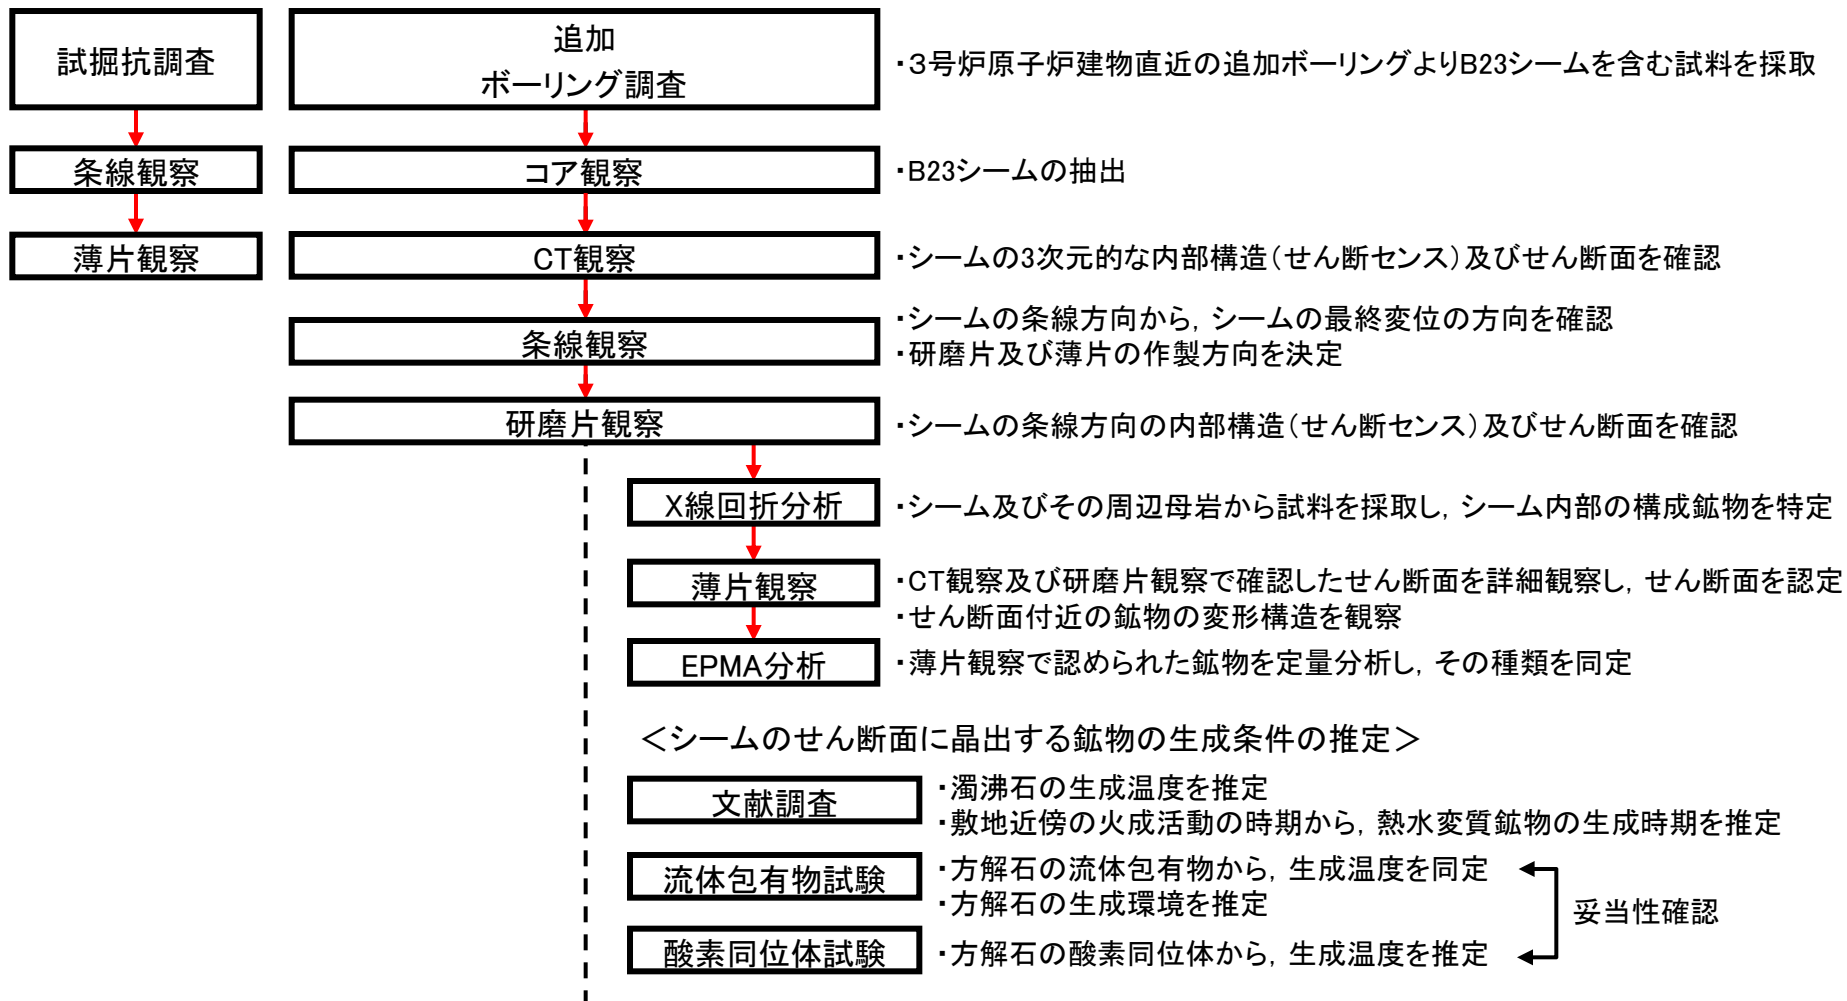 試掘抗調査
追加
ボーリング調査
・3号炉原子炉建物直近の追加ボーリングよりB23シームを含む試料を採取
条線観察
コア観察
・B23シームの抽出
薄片観察
CT観察
・シームの3次元的な内部構造(せん断センス)及びせん断面を確認
条線観察
・シームの条線方向から,シームの最終変位の方向を確認
・研磨片及び薄片の作製方向を決定
研磨片観察
・シームの条線方向の内部構造(せん断センス)及びせん断面を確認
X線回折分析
・シーム及びその周辺母岩から試料を採取し,シーム内部の構成鉱物を特定
薄片観察
・CT観察及び研磨片観察で確認したせん断面を詳細観察し,せん断面を認定
・せん断面付近の鉱物の変形構造を観察
EPMA分析
・薄片観察で認められた鉱物を定量分析し,その種類を同定
<シームのせん断面に晶出する鉱物の生成条件の推定>
文献調査
・濁沸石の生成温度を推定
・敷地近傍の火成活動の時期から,熱水変質鉱物の生成時期を推定
流体包有物試験
・方解石の流体包有物から,生成温度を同定
・方解石の生成環境を推定
妥当性確認
酸素同位体試験
・方解石の酸素同位体から,生成温度を推定